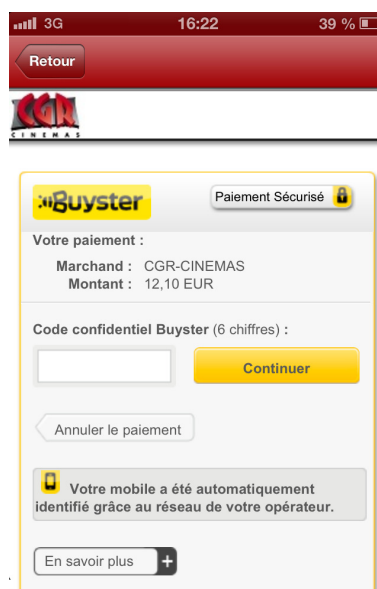 3G 16:22 39 %
Retour
CGR
CINEMAS
Buyster Paiement Sécurisé
Votre paiement :
Marchand : CGR-CINEMAS
Montant : 12,10 EUR
Code confidentiel Buyster (6 chiffres) :
Continuer
Annuler le paiement
Votre mobile a été automatiquement
identifié grâce au réseau de votre opérateur.
En savoir plus +